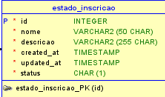 estado_inscricao
P * id INTEGER
* nome VARCHAR2 (50 CHAR)
* descricao VARCHAR2 (255 CHAR)
* created_at TIMESTAMP
* updated_at TIMESTAMP
* status CHAR (1)
estado_inscricao_PK (id)